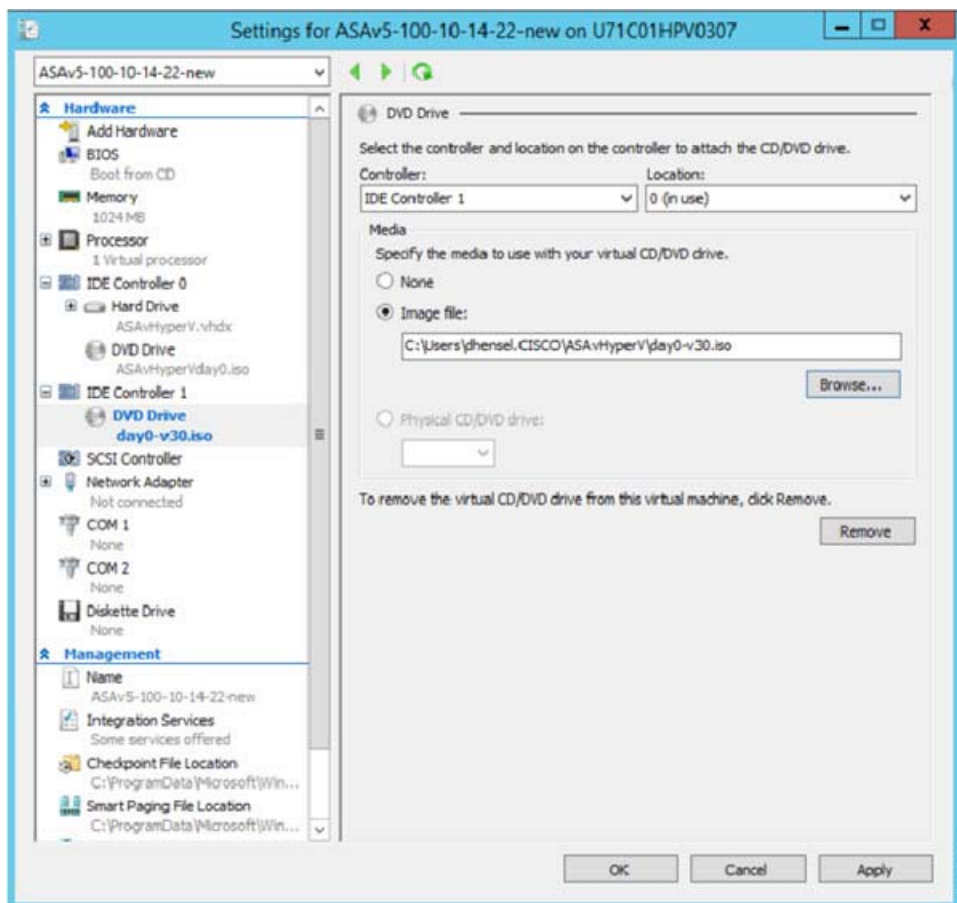 Settings for ASAv5-100-10-14-22-new on U71C01HPV0307
ASAv5-100-10-14-22-new
Hardware
Add Hardware
BIOS
Boot from CD
Memory
1024 MB
Processor
1 Virtual processor
IDE Controller 0
Hard Drive
ASAvHyperV.vhdx
DVD Drive
ASAvHyperVday0.iso
IDE Controller 1
DVD Drive
day0-v30.iso
SCSI Controller
Network Adapter
Not connected
COM 1
None
COM 2
None
Diskette Drive
None
Management
Name
ASAv5-100-10-14-22-new
Integration Services
Some services offered
Checkpoint File Location
C:\ProgramData\Microsoft\Win...
Smart Paging File Location
C:\ProgramData\Microsoft\Win...
DVD Drive
Select the controller and location on the controller to attach the CD/DVD drive.
Controller: Location:
IDE Controller 1 0 (in use)
Media
Specify the media to use with your virtual CD/DVD drive.
None
Image file:
C:\Users\dhensel.CISCO\ASAvHyperV\day0-v30.iso
Browse...
Physical CD/DVD drive:
To remove the virtual CD/DVD drive from this virtual machine, click Remove.
Remove
OK Cancel Apply